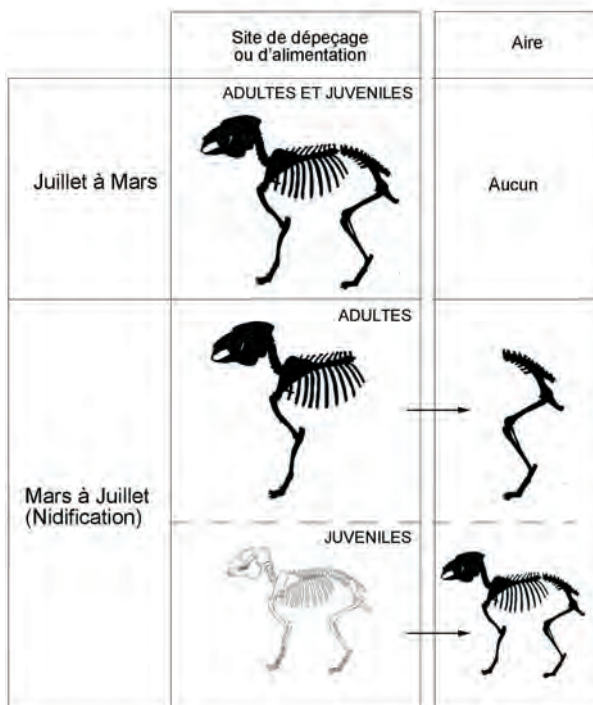 Site de dépeçage
ou d'alimentation
Aire
ADULTES ET JUVENILES
Juillet à Mars
Aucun
ADULTES
Mars à Juillet
(Nidification)
JUVENILES